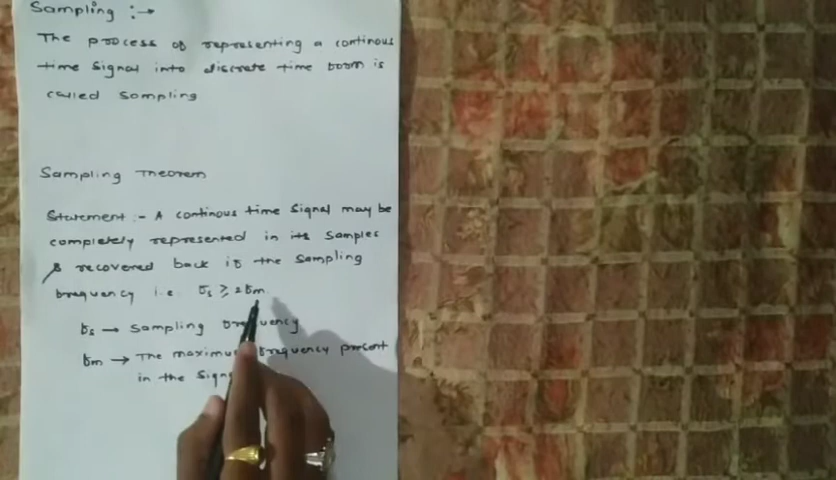 Sampling :→
The process of representing a continous
time signal into discrete time form is
called sampling
Sampling Theorem
Statement :- A continous time signal may be
completely represented in its samples
& recovered back if the sampling
frequency i.e. fs ≥ 2fm
fs → sampling frequency
fm → The maximum frequency present
in the signal